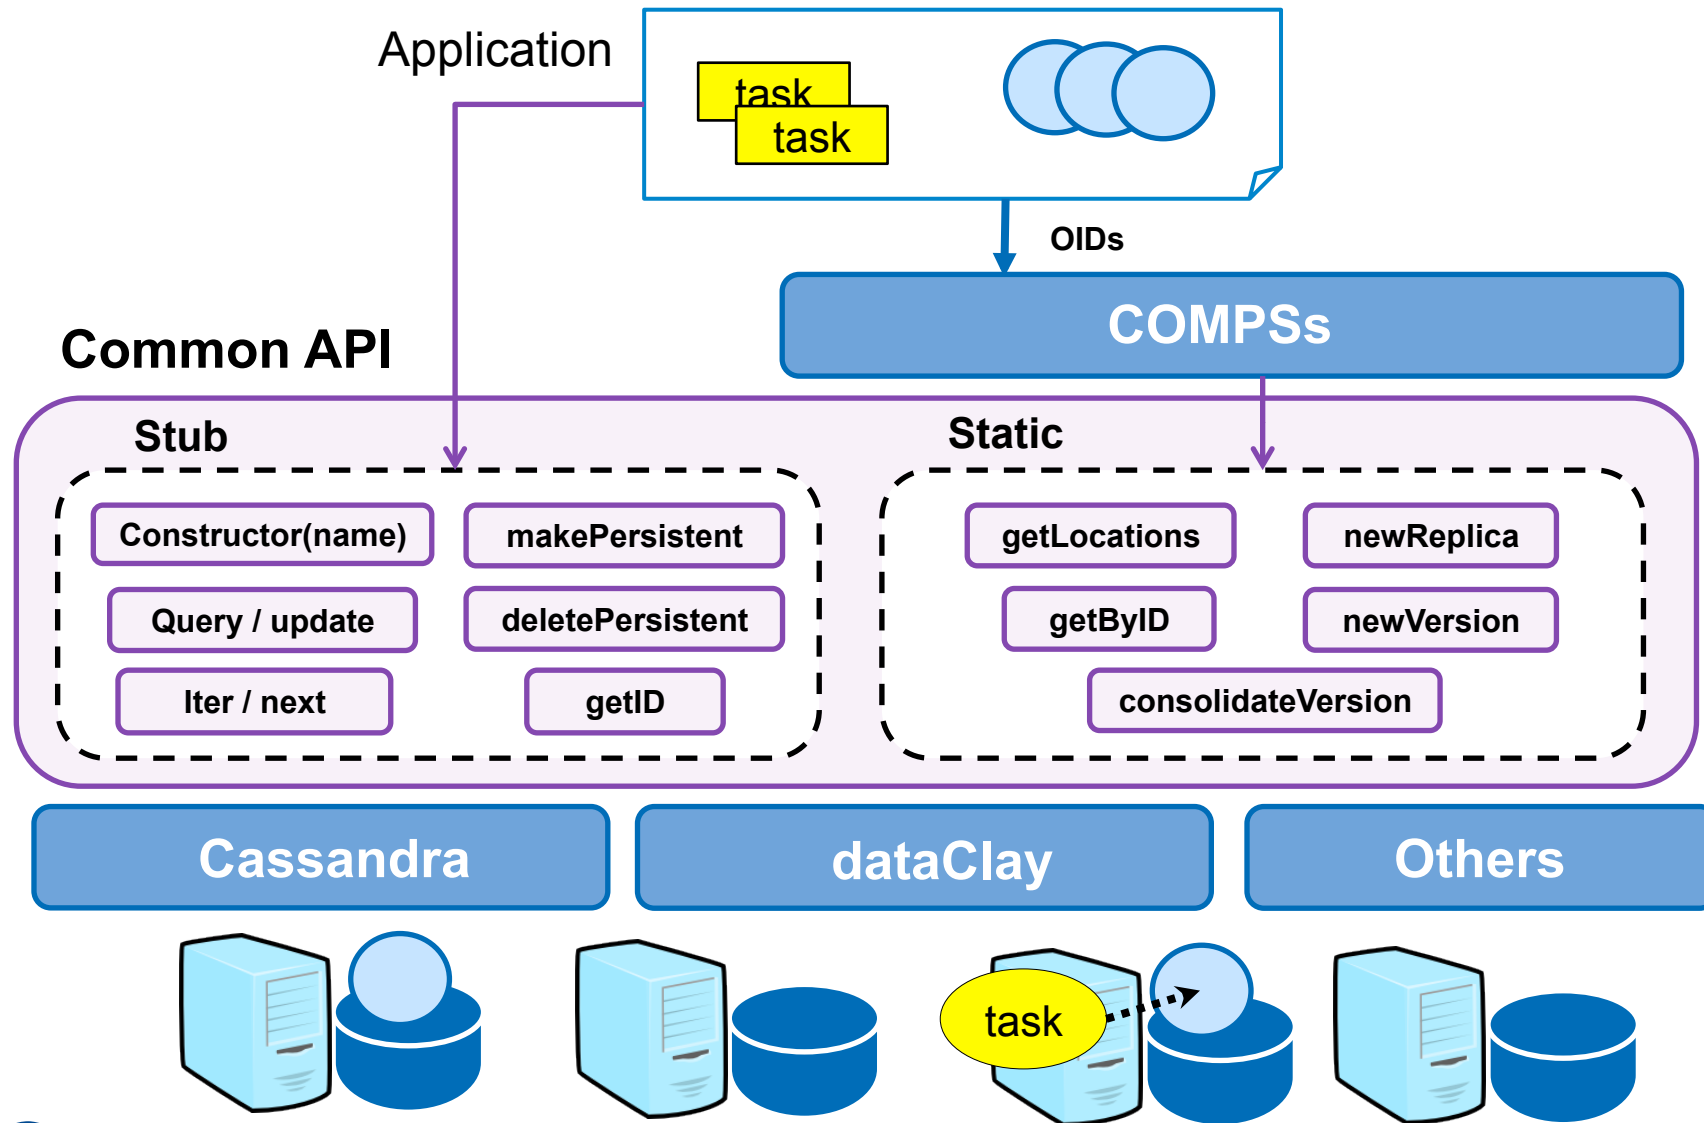 Application
task
task
OIDs
COMPSs
Common API
Stub
Static
Constructor(name)
makePersistent
getLocations
newReplica
Query / update
deletePersistent
getByID
newVersion
Iter / next
getID
consolidateVersion
Cassandra
dataClay
Others
task